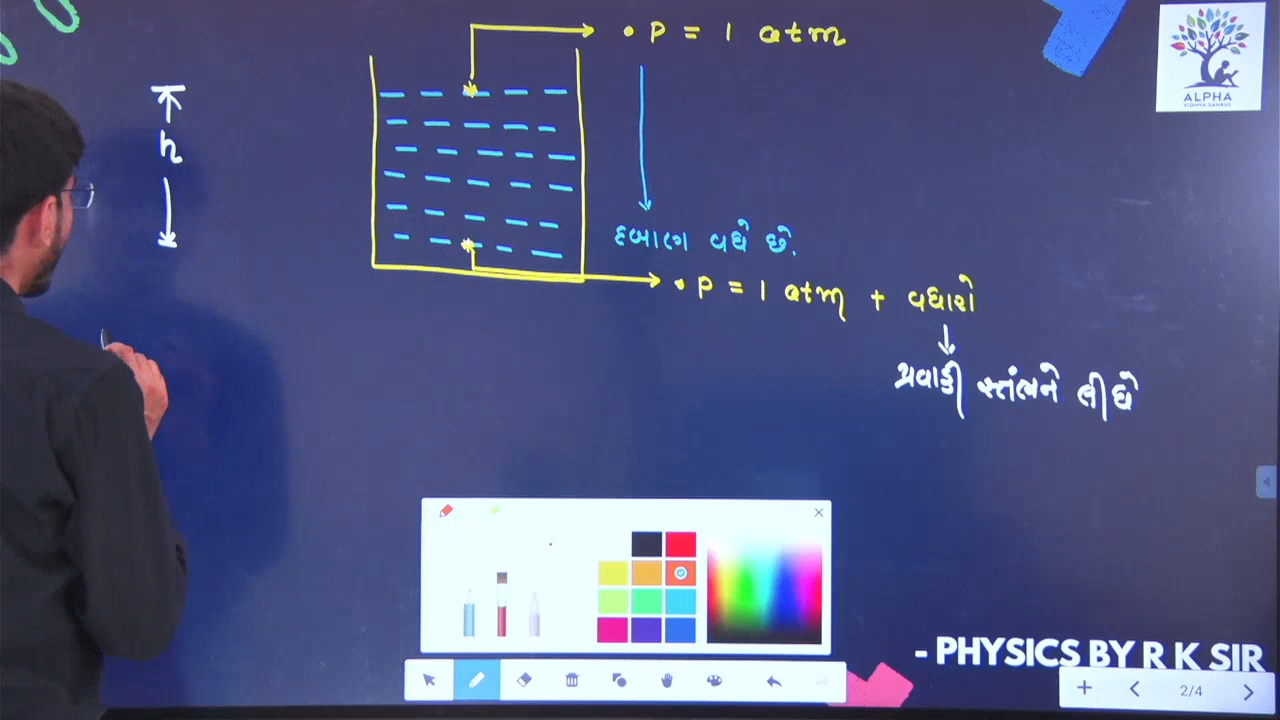 • P = 1 atm
h
દબાણ વધે છે.
• P = 1 atm + વધારો
પ્રવાહી સ્તંભને લીધે
ALPHA
VIDHYA SANKUL
- PHYSICS BY R K SIR
2/4